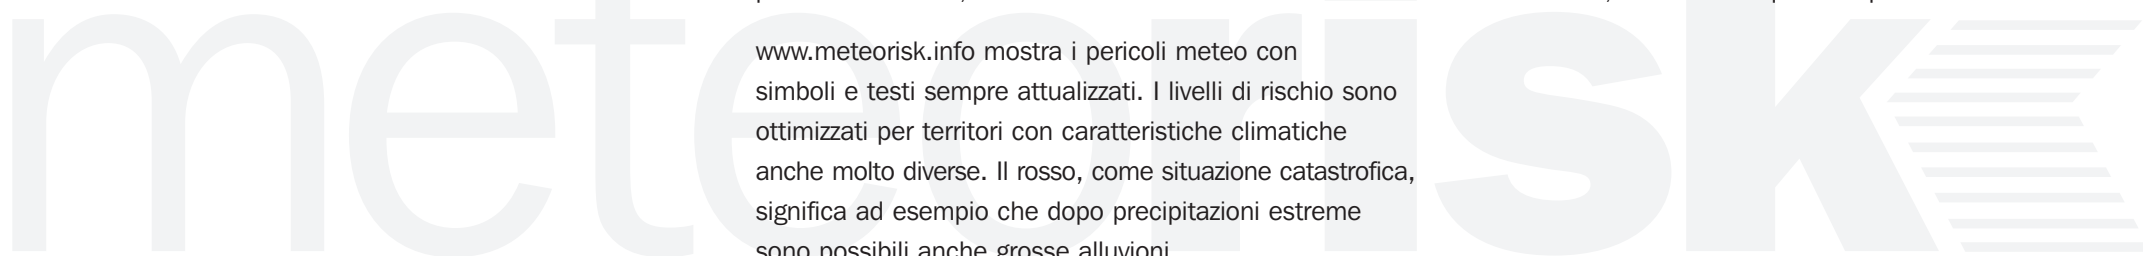 meteorisk
www.meteorisk.info mostra i pericoli meteo con
simboli e testi sempre attualizzati. I livelli di rischio sono
ottimizzati per territori con caratteristiche climatiche
anche molto diverse. Il rosso, come situazione catastrofica,
significa ad esempio che dopo precipitazioni estreme
sono possibili anche grosse alluvioni